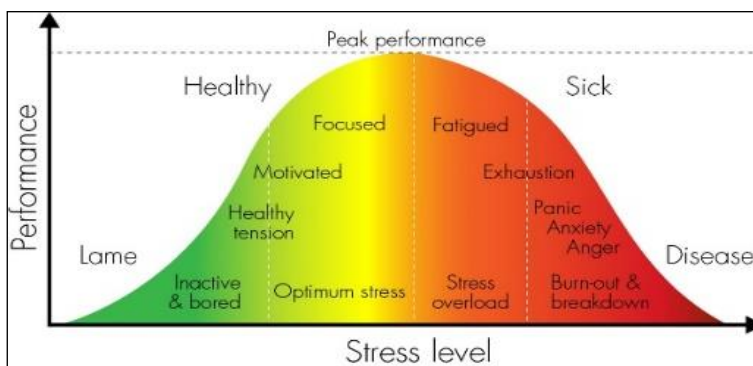 Peak performance
Healthy
Sick
Focused
Fatigued
Motivated
Exhaustion
Healthy
tension
Panic
Anxiety
Anger
Lame
Disease
Inactive
& bored
Optimum stress
Stress
overload
Burn-out &
breakdown
Performance
Stress level